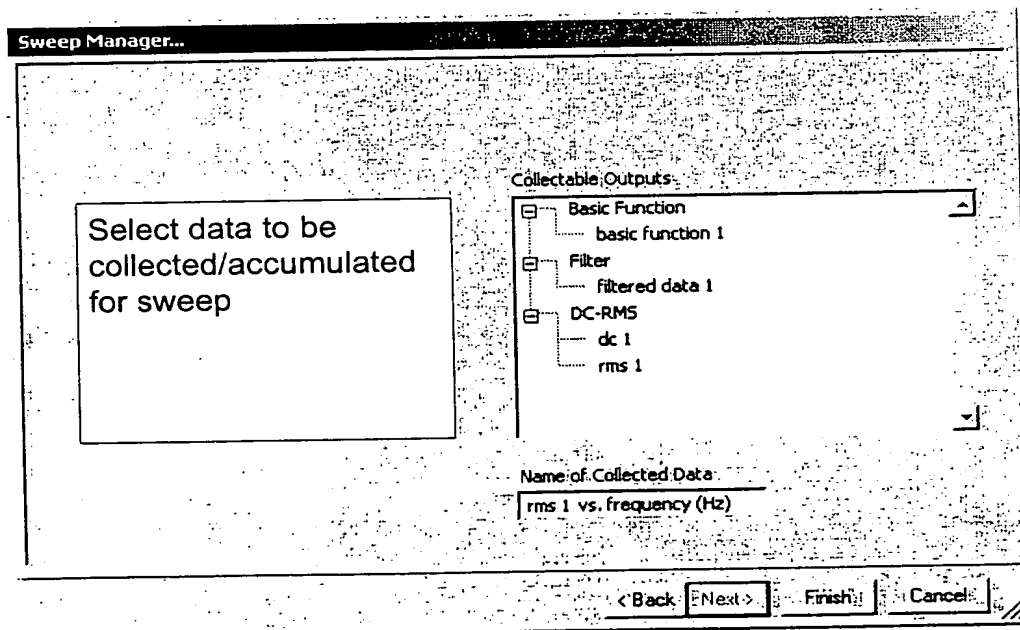 Sweep Manager...
Select data to be
collected/accumulated
for sweep
Collectable Outputs
Basic Function
basic function 1
Filter
filtered data 1
DC-RMS
dc 1
rms 1
Name of Collected Data
rms 1 vs. frequency (Hz)
< Back Next > Finish Cancel